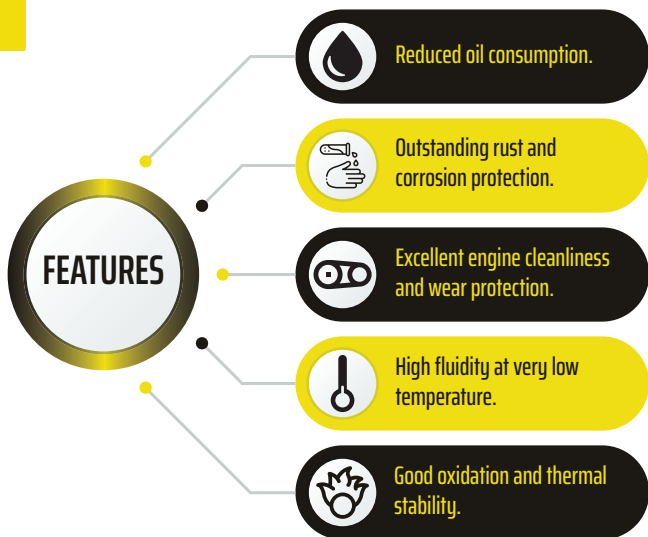 Reduced oil consumption.
Outstanding rust and
corrosion protection.
FEATURES
Excellent engine cleanliness
and wear protection.
High fluidity at very low
temperature.
Good oxidation and thermal
stability.